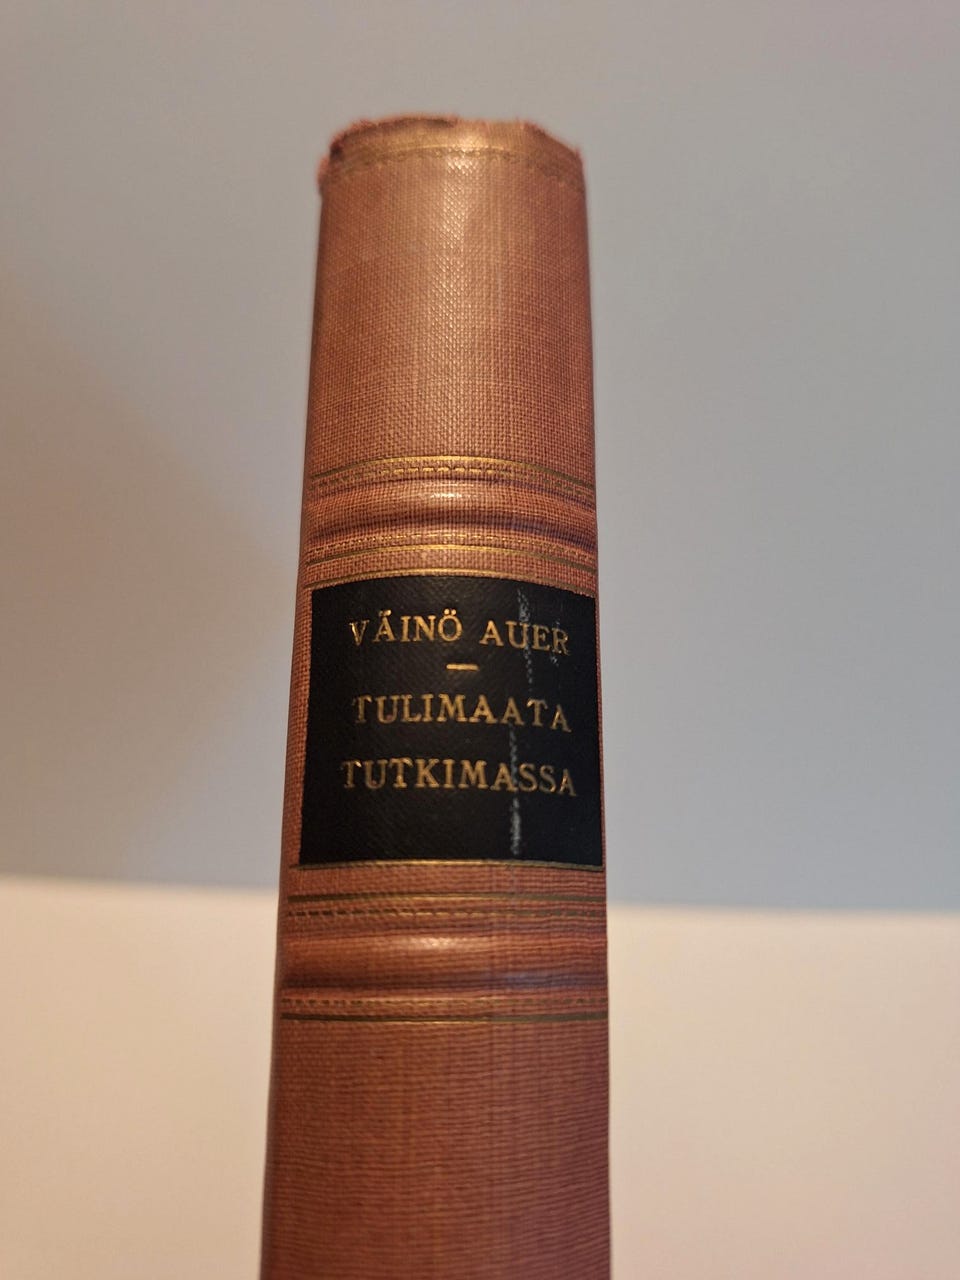 VÄINÖ AUER
—
TULIMAATA
TUTKIMASSA